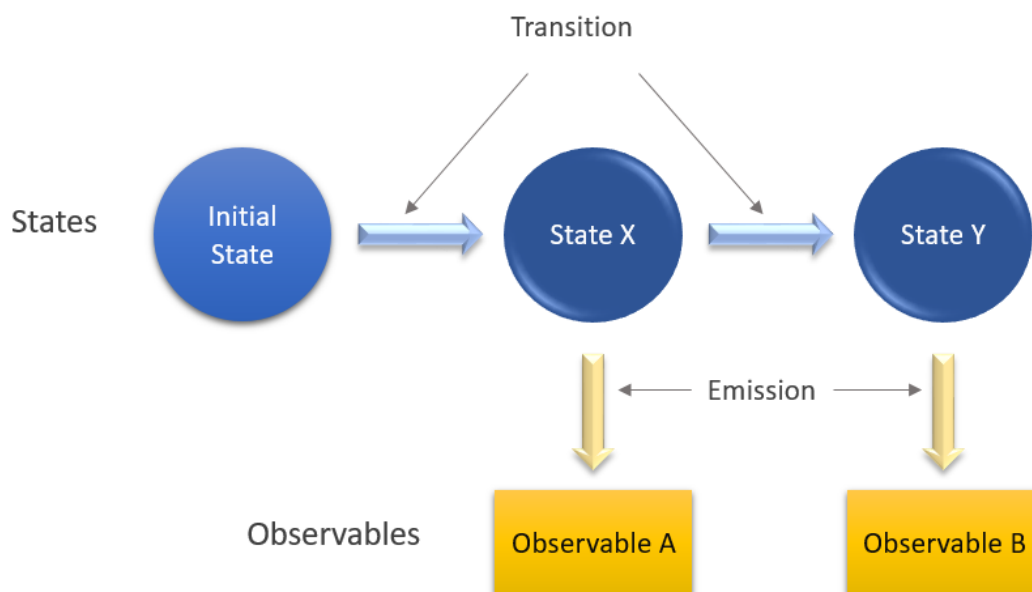 Transition
States
Initial
State
State X
State Y
Emission
Observables
Observable A
Observable B